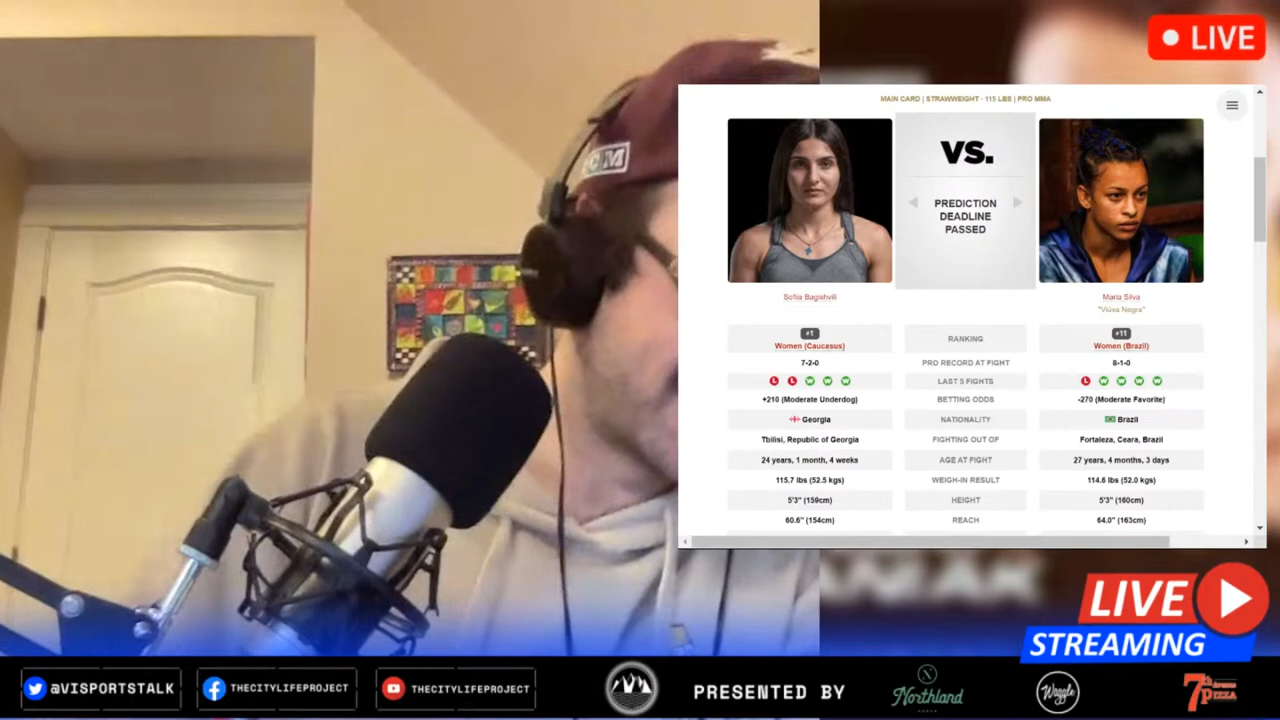 LIVE
MAIN CARD | STRAWWEIGHT · 115 LBS | PRO MMA
VS.
PREDICTION
DEADLINE
PASSED
Sofiia Bagishvili
Maria Silva
"Viúva Negra"
#1
Women (Caucasus)
RANKING
#11
Women (Brazil)
7-2-0
PRO RECORD AT FIGHT
8-1-0
L L W W W
LAST 5 FIGHTS
L W W W W
+210 (Moderate Underdog)
BETTING ODDS
-270 (Moderate Favorite)
Georgia
NATIONALITY
Brazil
Tbilisi, Republic of Georgia
FIGHTING OUT OF
Fortaleza, Ceara, Brazil
24 years, 1 month, 4 weeks
AGE AT FIGHT
27 years, 4 months, 3 days
115.7 lbs (52.5 kgs)
WEIGH-IN RESULT
114.6 lbs (52.0 kgs)
5'3" (159cm)
HEIGHT
5'3" (160cm)
60.6" (154cm)
REACH
64.0" (163cm)
LIVE
STREAMING
@VISPORTSTALK
THECITYLIFEPROJECT
THECITYLIFEPROJECT
PRESENTED BY
Northland
Waggle
7th Avenue
PIZZA